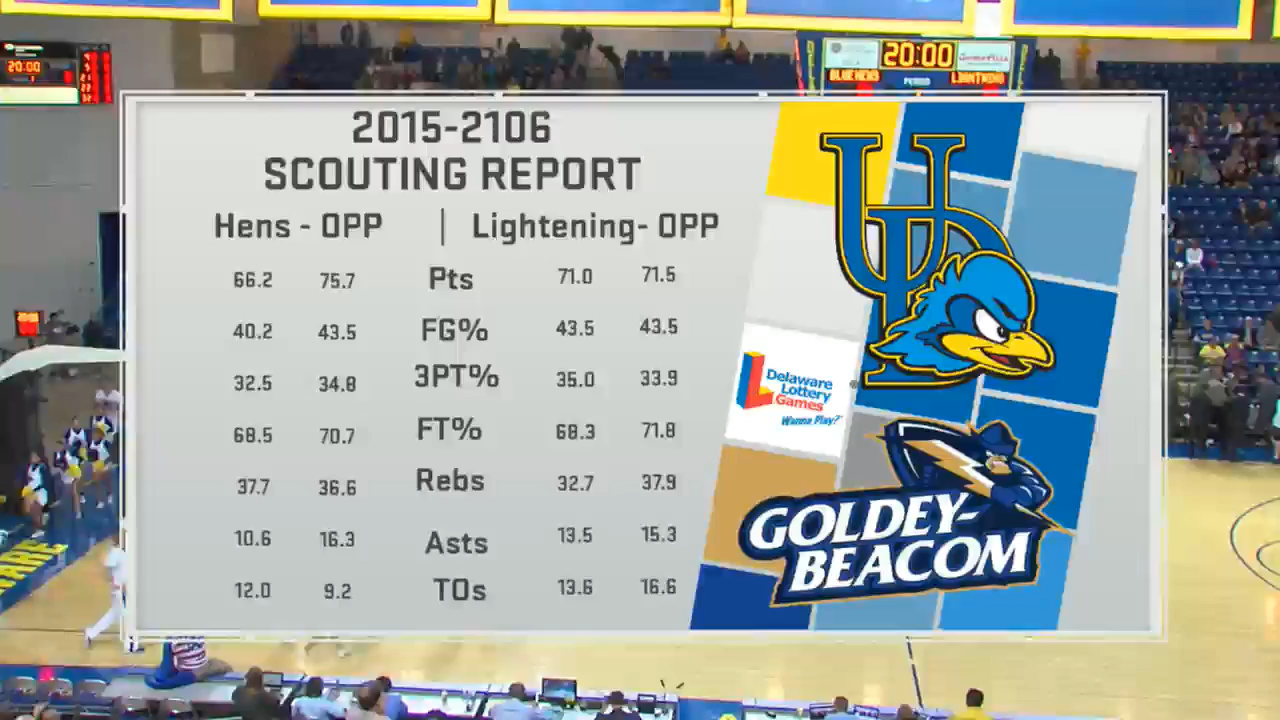 20:00
20:00
BLUE HENS
PERIOD
LIGHTNING
2015-2106
SCOUTING REPORT
Hens - OPP | Lightening- OPP
66.2 75.7 Pts 71.0 71.5
40.2 43.5 FG% 43.5 43.5
32.5 34.8 3PT% 35.0 33.9
68.5 70.7 FT% 68.3 71.8
37.7 36.6 Rebs 32.7 37.9
10.6 16.3 Asts 13.5 15.3
12.0 9.2 TOs 13.6 16.6
UD
Delaware
Lottery
Games
Wanna Play?
GOLDEY-
BEACOM